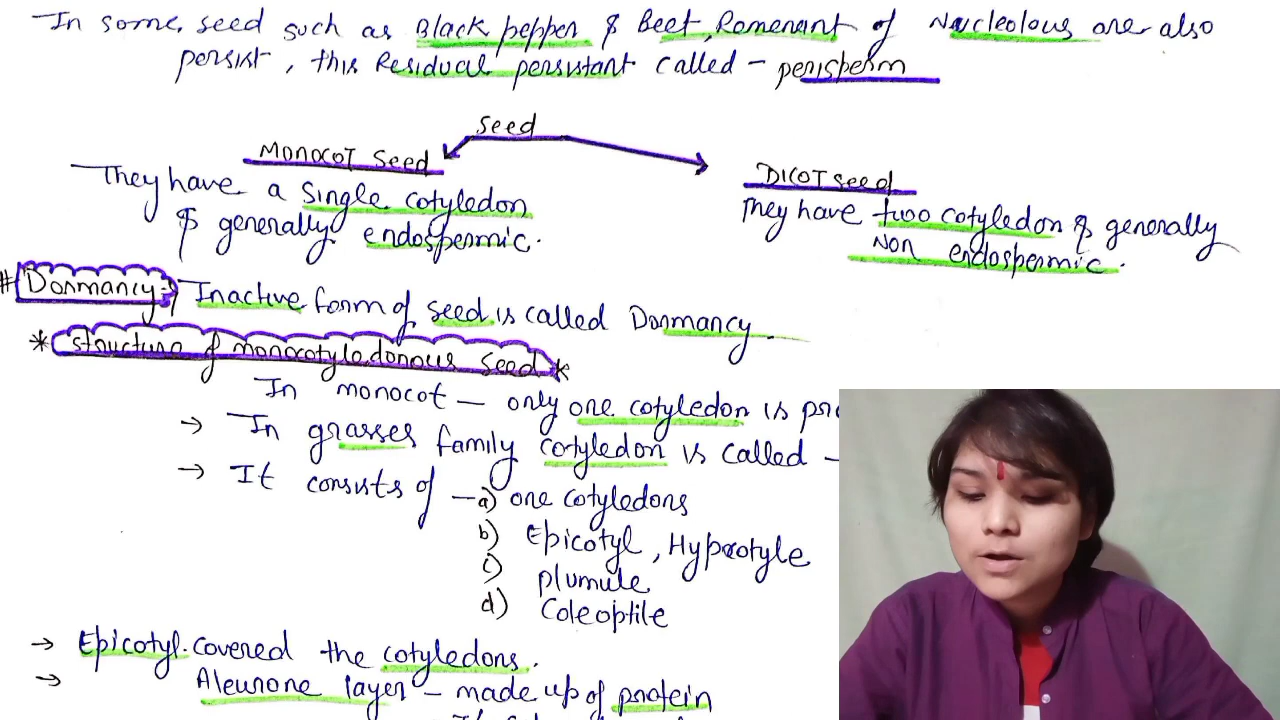 In some seed such as Black pepper & Beet, Remenant of Nucleolous are also
persist, this Residual persistant called - perisperm
Seed
MONOCOT Seed
DICOT seed
They have a Single cotyledon
& generally endospermic.
They have two cotyledon & generally
Non endospermic.
# Dormancy:- Inactive form of seed is called Dormancy.
* structure of monocotyledonous seed *
In monocot - only one cotyledon is
→ In grasses family cotyledon is called -
→ It consists of - a) one cotyledons
b) Epicotyl, Hypocotyle
c) plumule
d) Coleoptile
→ Epicotyl covered the cotyledons.
→ Aleurone layer - made up of protein